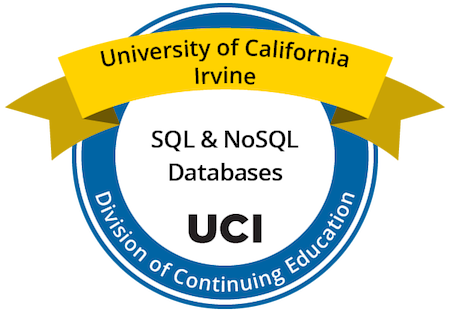 University of California
Irvine
SQL & NoSQL
Databases
UCI
Division of Continuing Education